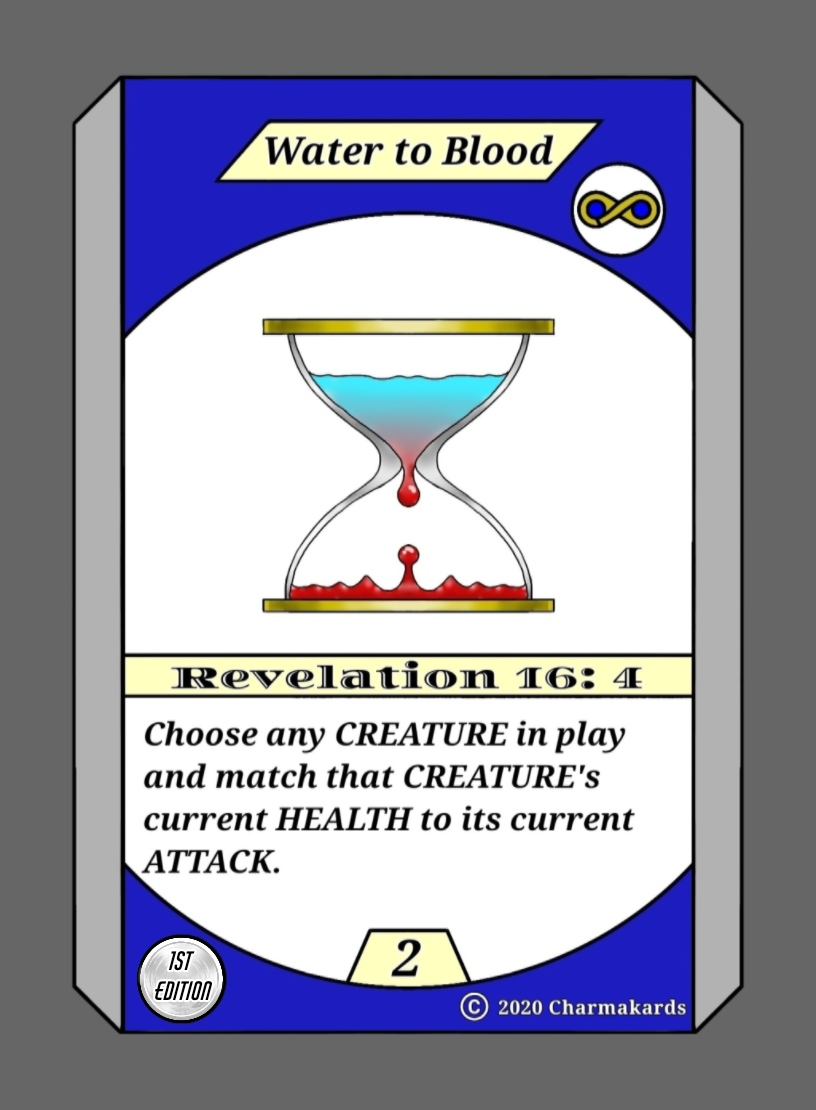 Water to Blood
Revelation 16: 4
Choose any CREATURE in play
and match that CREATURE's
current HEALTH to its current
ATTACK.
2
1ST
EDITION
© 2020 Charmakards